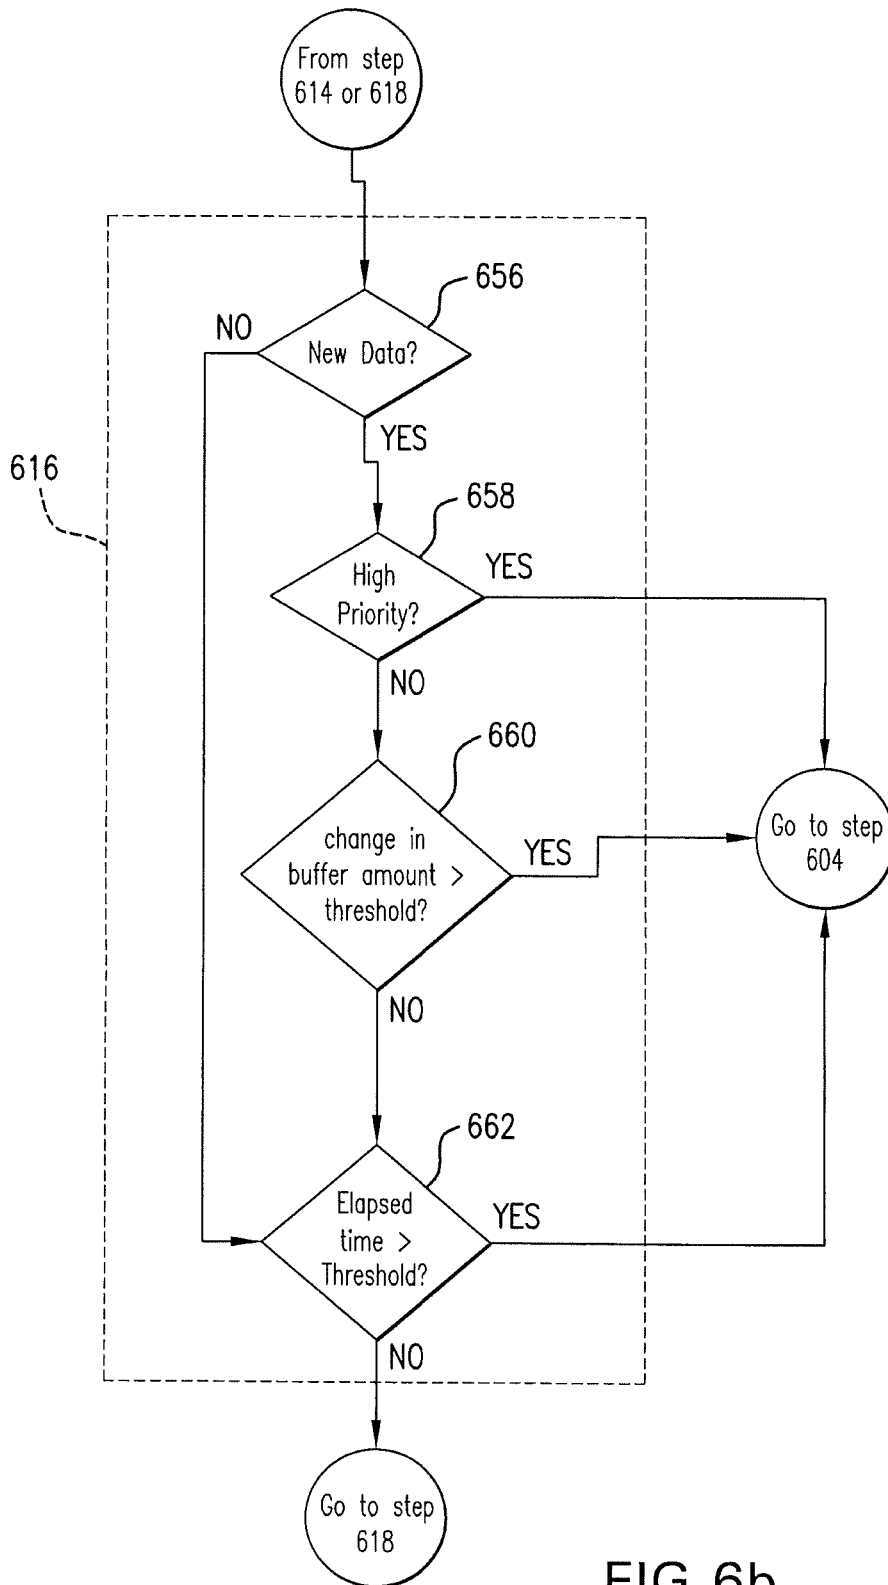 From step
614 or 618
656
NO
New Data?
YES
616
658
High
Priority?
YES
NO
660
change in
buffer amount >
threshold?
YES
Go to step
604
NO
662
Elapsed
time >
Threshold?
YES
NO
Go to step
618
FIG. 6b